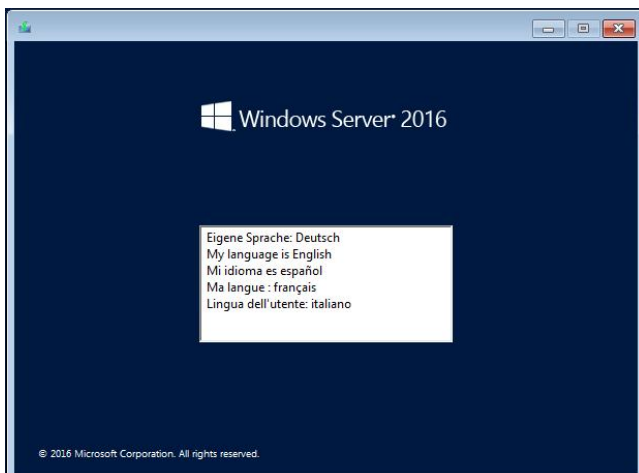 Windows Server® 2016
Eigene Sprache: Deutsch
My language is English
Mi idioma es español
Ma langue : français
Lingua dell'utente: italiano
© 2016 Microsoft Corporation. All rights reserved.